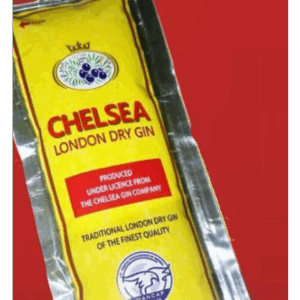 CHELSEA
LONDON DRY GIN
PRODUCED
UNDER LICENCE FROM
THE CHELSEA GIN COMPANY
TRADITIONAL LONDON DRY GIN
OF THE FINEST QUALITY